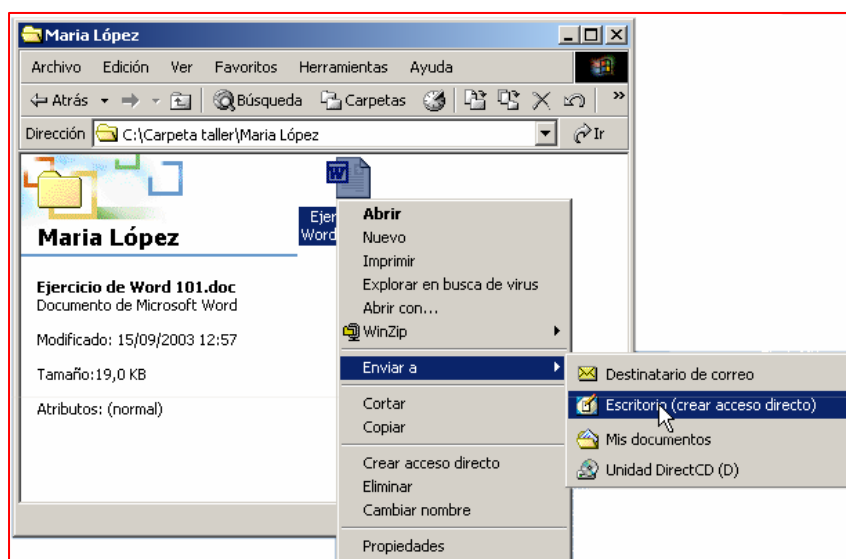 Maria López
Archivo Edición Ver Favoritos Herramientas Ayuda
Atrás Búsqueda Carpetas »
Dirección C:\Carpeta taller\Maria López Ir
Maria López
Ejercicio de Word 101.doc
Documento de Microsoft Word
Modificado: 15/09/2003 12:57
Tamaño:19,0 KB
Atributos: (normal)
W
Ejer
Word
Abrir
Nuevo
Imprimir
Explorar en busca de virus
Abrir con...
WinZip
Enviar a
Cortar
Copiar
Crear acceso directo
Eliminar
Cambiar nombre
Propiedades
Destinatario de correo
Escritorio (crear acceso directo)
Mis documentos
Unidad DirectCD (D)